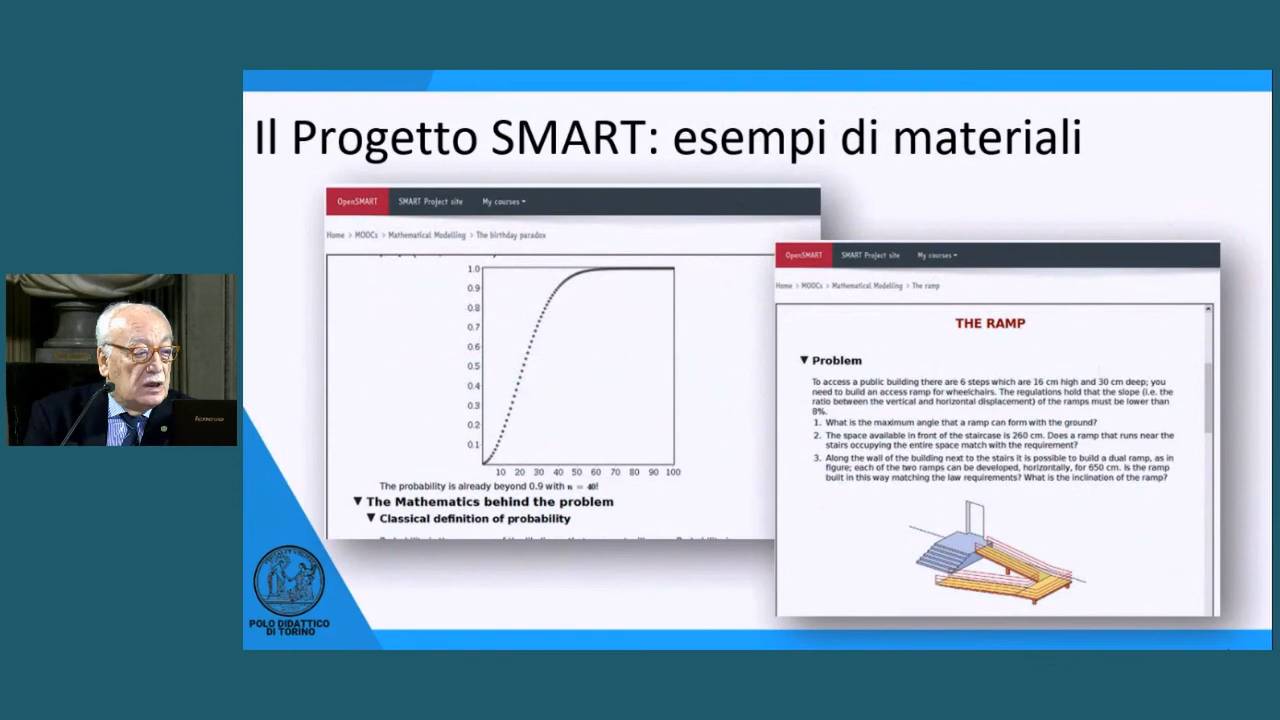 Il Progetto SMART: esempi di materiali
OpenSMART SMART Project site My courses
Home > MOOCs > Mathematical Modelling > The birthday paradox
1.0
0.9
0.8
0.7
0.6
0.5
0.4
0.3
0.2
0.1
10 20 30 40 50 60 70 80 90 100
The probability is already beyond 0.9 with n = 40!
The Mathematics behind the problem
Classical definition of probability
OpenSMART SMART Project site My courses
Home > MOOCs > Mathematical Modelling > The ramp
THE RAMP
Problem
To access a public building there are 6 steps which are 16 cm high and 30 cm deep; you
need to build an access ramp for wheelchairs. The regulations hold that the slope (i.e. the
ratio between the vertical and horizontal displacement) of the ramps must be lower than
8%.
1. What is the maximum angle that a ramp can form with the ground?
2. The space available in front of the staircase is 260 cm. Does a ramp that runs near the
stairs occupying the entire space match with the requirement?
3. Along the wall of the building next to the stairs it is possible to build a dual ramp, as in
figure; each of the two ramps can be developed, horizontally, for 650 cm. Is the ramp
built in this way matching the law requirements? What is the inclination of the ramp?
lenovo
POLO DIDATTICO
DI TORINO